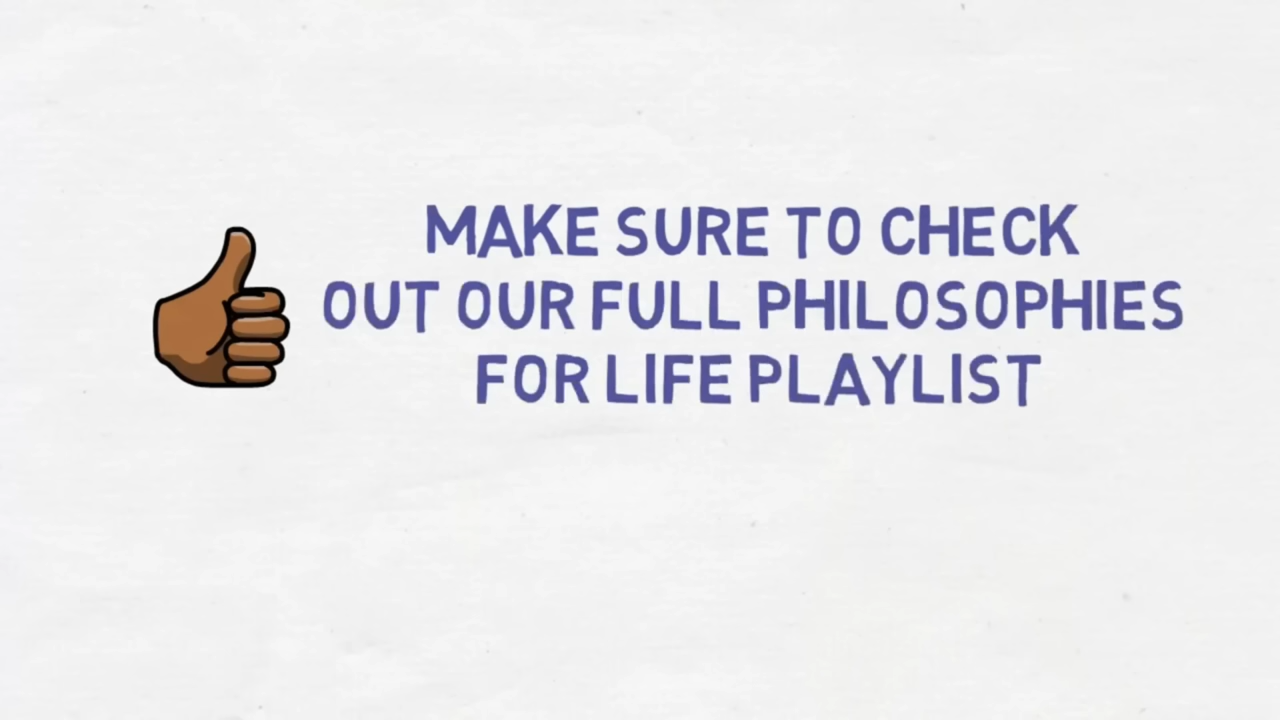 MAKE SURE TO CHECK
OUT OUR FULL PHILOSOPHIES
FOR LIFE PLAYLIST